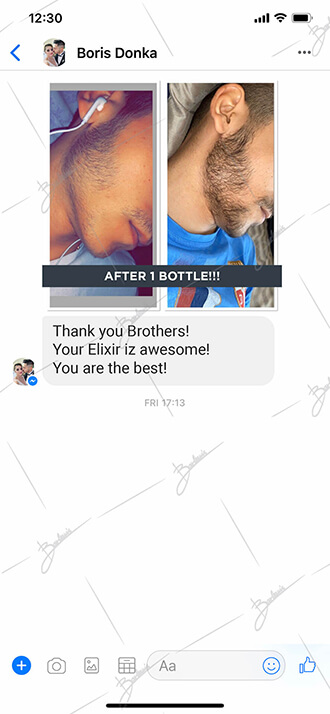 12:30
Boris Donka
AFTER 1 BOTTLE!!!
Thank you Brothers!
Your Elixir iz awesome!
You are the best!
FRI 17:13
Aa